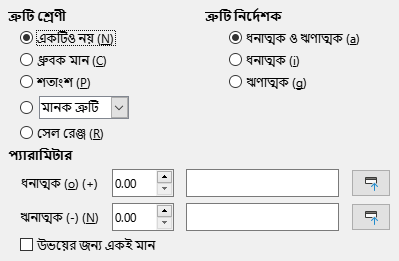 ত্রুটি শ্রেণী
একটিও নয় (N)
ধ্রুবক মান (C)
শতাংশ (P)
মানক ত্রুটি
সেল রেঞ্জ (R)
ত্রুটি নির্দেশক
ধনাত্মক ও ঋণাত্মক (a)
ধনাত্মক (i)
ঋণাত্মক (g)
প্যারামিটার
ধনাত্মক (o) (+) 0.00
ঋনাত্মক (-) (N) 0.00
উভয়ের জন্য একই মান